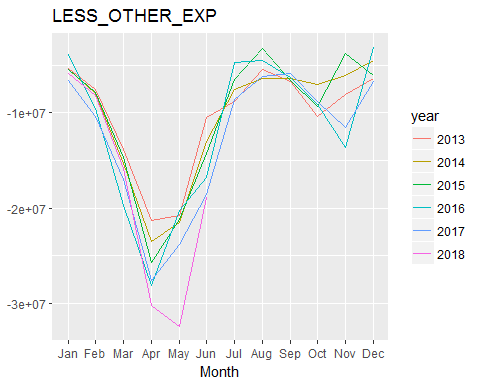 LESS_OTHER_EXP
-1e+07
-2e+07
-3e+07
Jan Feb Mar Apr May Jun Jul Aug Sep Oct Nov Dec
Month
year
2013
2014
2015
2016
2017
2018